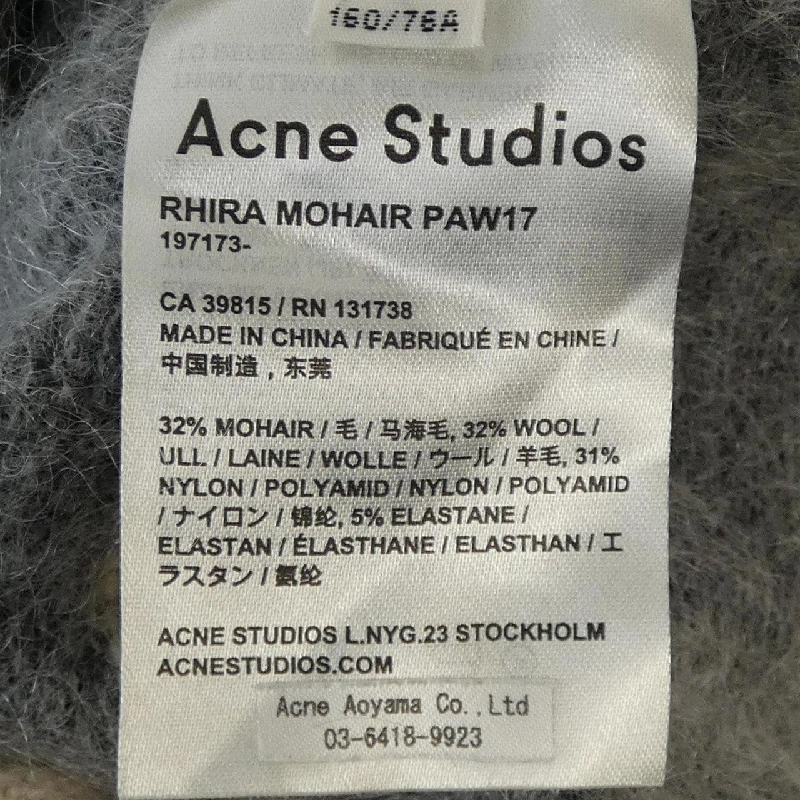 160/76A
Acne Studios
RHIRA MOHAIR PAW17
197173-
CA 39815 / RN 131738
MADE IN CHINA / FABRIQUÉ EN CHINE /
中国制造，东莞
32% MOHAIR / 毛 / 马海毛, 32% WOOL /
ULL / LAINE / WOLLE / ウール / 羊毛, 31%
NYLON / POLYAMID / NYLON / POLYAMID
/ ナイロン / 锦纶, 5% ELASTANE /
ELASTAN / ÉLASTHANE / ELASTHAN / エ
ラスタン / 氨纶
ACNE STUDIOS L.NYG.23 STOCKHOLM
ACNESTUDIOS.COM
Acne Aoyama Co.,Ltd
03-6418-9923